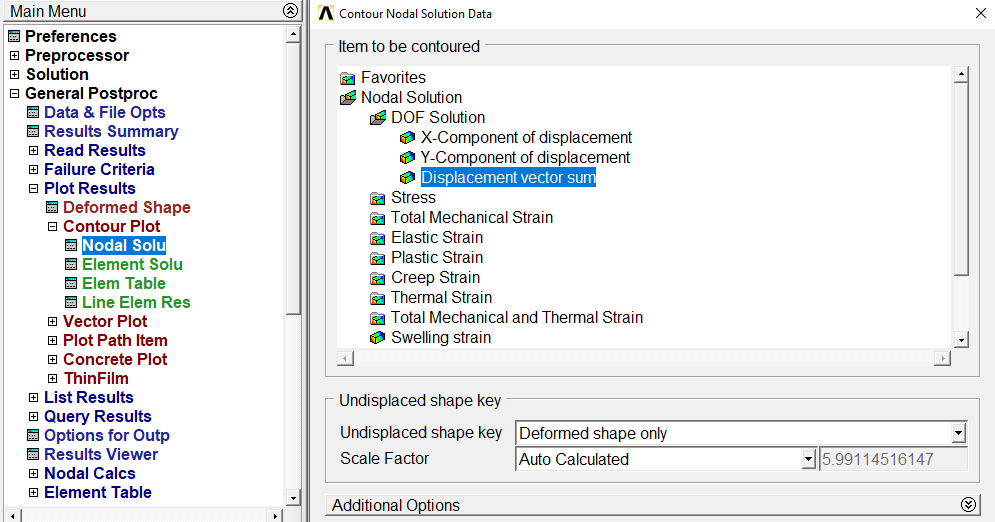 Main Menu
Preferences
Preprocessor
Solution
General Postproc
Data & File Opts
Results Summary
Read Results
Failure Criteria
Plot Results
Deformed Shape
Contour Plot
Nodal Solu
Element Solu
Elem Table
Line Elem Res
Vector Plot
Plot Path Item
Concrete Plot
ThinFilm
List Results
Query Results
Options for Outp
Results Viewer
Nodal Calcs
Element Table
Contour Nodal Solution Data
Item to be contoured
Favorites
Nodal Solution
DOF Solution
X-Component of displacement
Y-Component of displacement
Displacement vector sum
Stress
Total Mechanical Strain
Elastic Strain
Plastic Strain
Creep Strain
Thermal Strain
Total Mechanical and Thermal Strain
Swelling strain
Undisplaced shape key
Undisplaced shape key Deformed shape only
Scale Factor Auto Calculated 5.99114516147
Additional Options